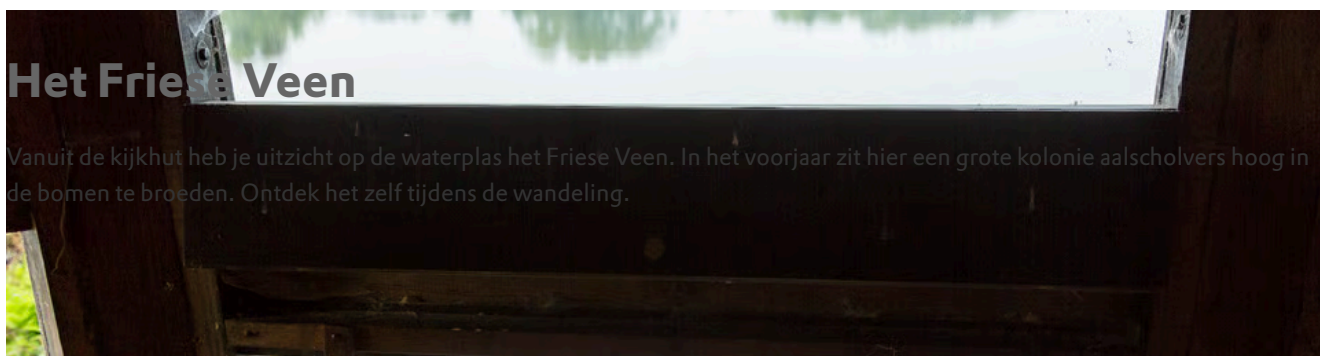 Het Friese Veen
Vanuit de kijkhut heb je uitzicht op de waterplas het Friese Veen. In het voorjaar zit hier een grote kolonie aalscholvers hoog in
de bomen te broeden. Ontdek het zelf tijdens de wandeling.